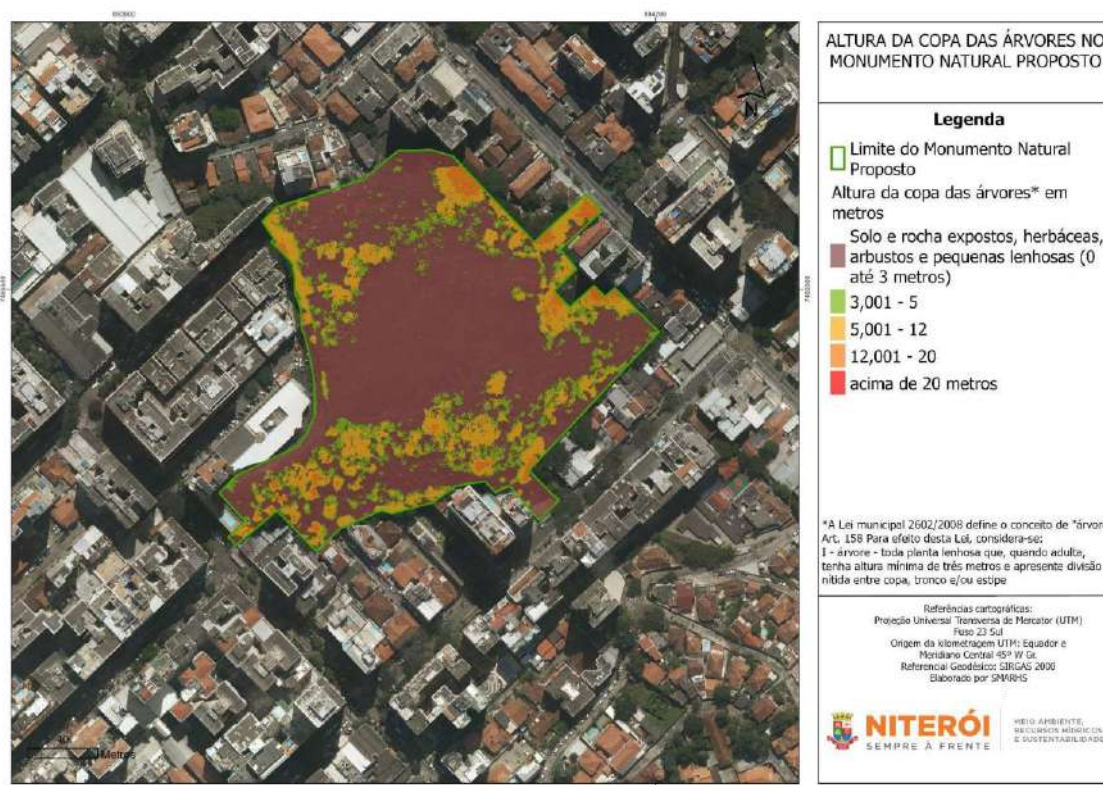 ALTURA DA COPA DAS ÁRVORES NO
MONUMENTO NATURAL PROPOSTO
Legenda
Limite do Monumento Natural
Proposto
Altura da copa das árvores* em
metros
Solo e rocha expostos, herbáceas,
arbustos e pequenas lenhosas (0
até 3 metros)
3,001 - 5
5,001 - 12
12,001 - 20
acima de 20 metros
*A Lei municipal 2602/2008 define o conceito de "árvore
Art. 158 Para efeito desta Lei, considera-se:
I - árvore - toda planta lenhosa que, quando adulta,
tenha altura mínima de três metros e apresente divisão
nítida entre copa, tronco e/ou estipe
Referências cartográficas:
Projeção Universal Transversa de Mercator (UTM)
Fuso 23 Sul
Origem da kilometragem UTM: Equador e
Meridiano Central 45º W Gr.
Referencial Geodésico: SIRGAS 2000
Elaborado por SMARHS
NITERÓI
SEMPRE À FRENTE
MEIO AMBIENTE,
RECURSOS HÍDRICOS
E SUSTENTABILIDADE
N
Metros